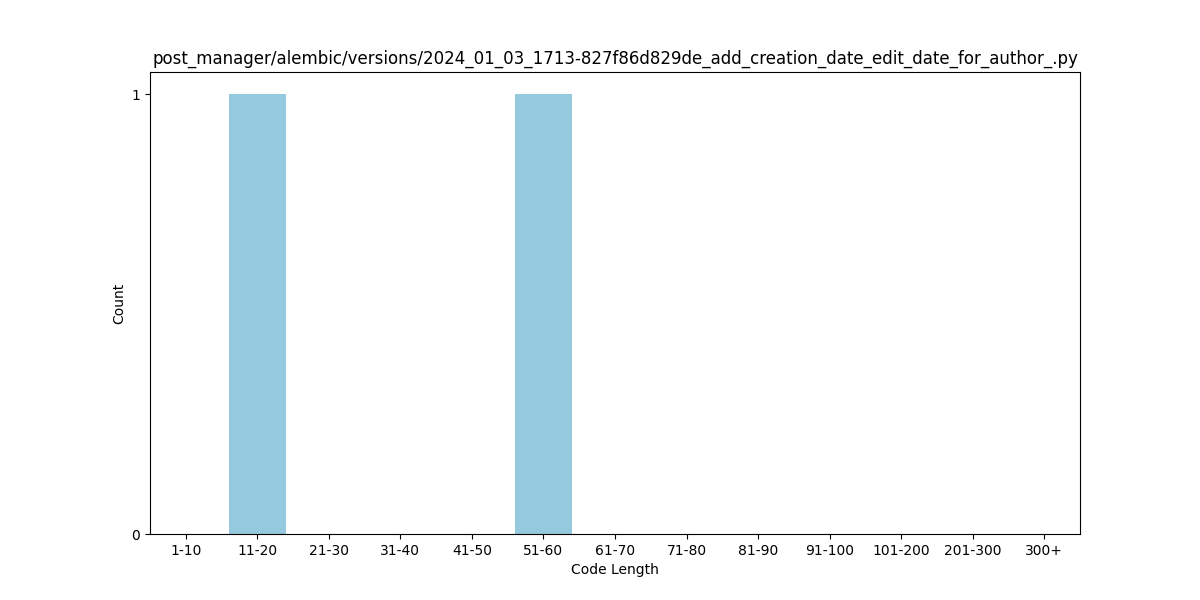 post_manager/alembic/versions/2024_01_03_1713-827f86d829de_add_creation_date_edit_date_for_author_.py
1
Count
0
1-10 11-20 21-30 31-40 41-50 51-60 61-70 71-80 81-90 91-100 101-200 201-300 300+
Code Length